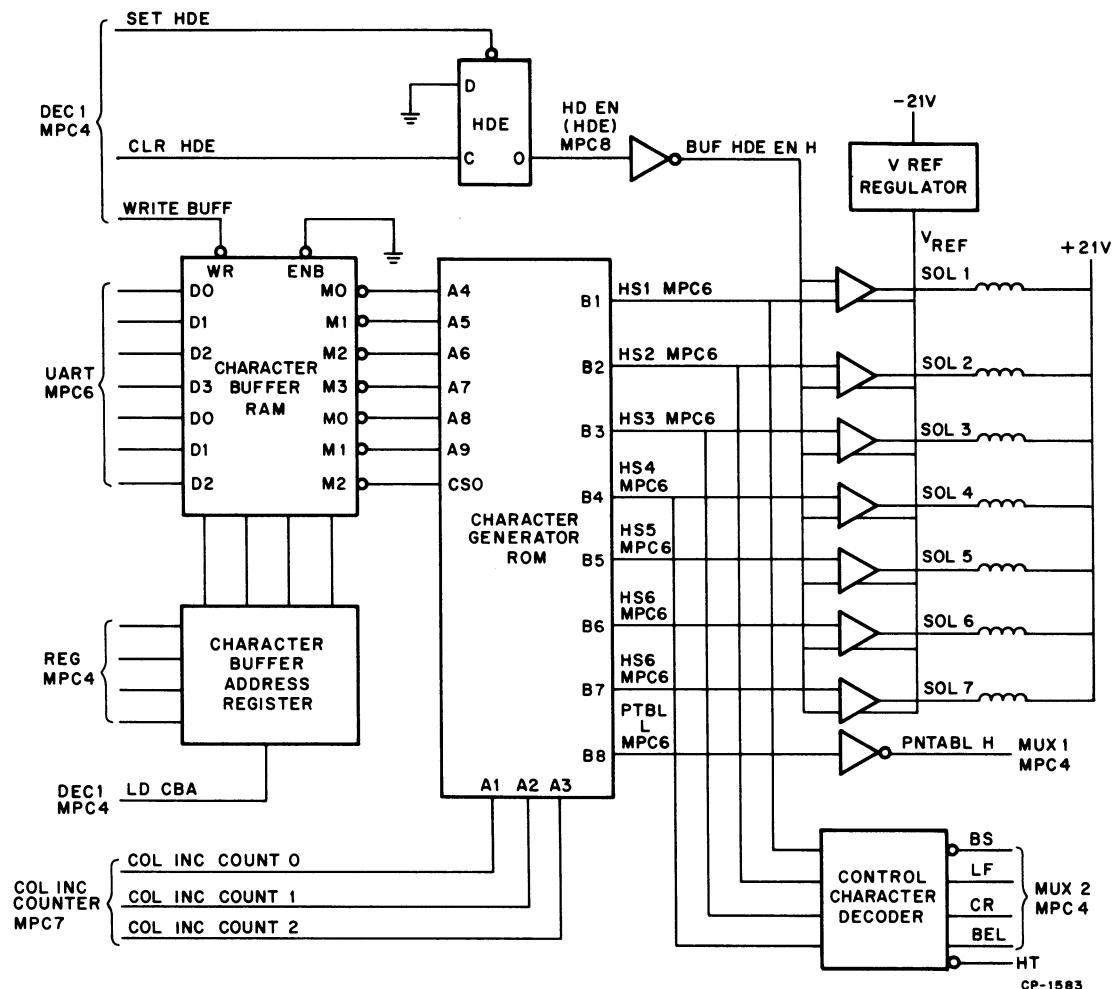 SET HDE
DEC 1
MPC4
D
HDE
C
O
CLR HDE
HD EN
(HDE)
MPC8
BUF HDE EN H
-21V
V REF
REGULATOR
VREF
+21V
WRITE BUFF
WR
ENB
UART
MPC6
D0
D1
D2
D3
D0
D1
D2
CHARACTER
BUFFER
RAM
M0
M1
M2
M3
M0
M1
M2
A4
A5
A6
A7
A8
A9
CSO
CHARACTER
GENERATOR
ROM
B1
B2
B3
B4
B5
B6
B7
B8
A1 A2 A3
HS1 MPC6
HS2 MPC6
HS3 MPC6
HS4
MPC6
HS5
MPC6
HS6
MPC6
HS6
MPC6
PTBL
L
MPC6
SOL 1
SOL 2
SOL 3
SOL 4
SOL 5
SOL 6
SOL 7
PNTABL H
MUX 1
MPC4
REG
MPC4
CHARACTER
BUFFER
ADDRESS
REGISTER
DEC1
MPC4
LD CBA
COL INC
COUNTER
MPC7
COL INC COUNT 0
COL INC COUNT 1
COL INC COUNT 2
CONTROL
CHARACTER
DECODER
BS
LF
CR
BEL
HT
MUX 2
MPC4
CP-1583